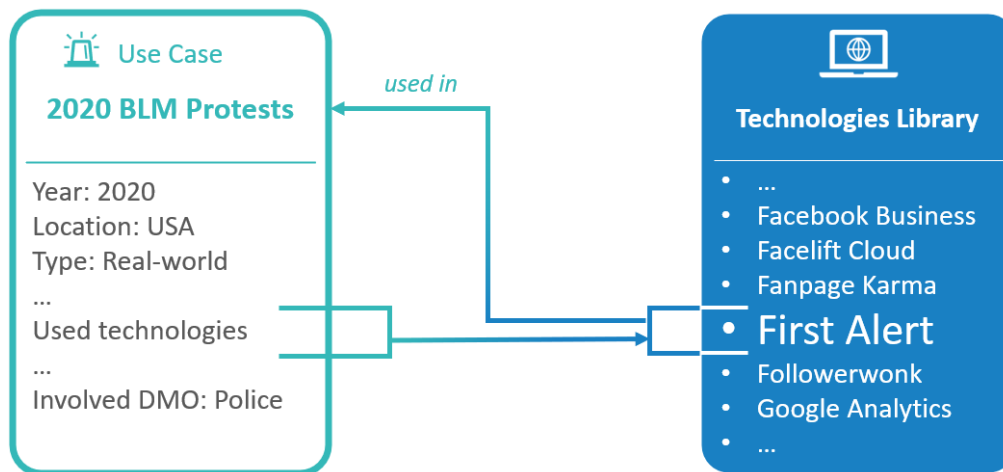 Use Case
2020 BLM Protests
Year: 2020
Location: USA
Type: Real-world
...
Used technologies
...
Involved DMO: Police
used in
Technologies Library
• ...
• Facebook Business
• Facelift Cloud
• Fanpage Karma
• First Alert
• Followerwonk
• Google Analytics
• ...